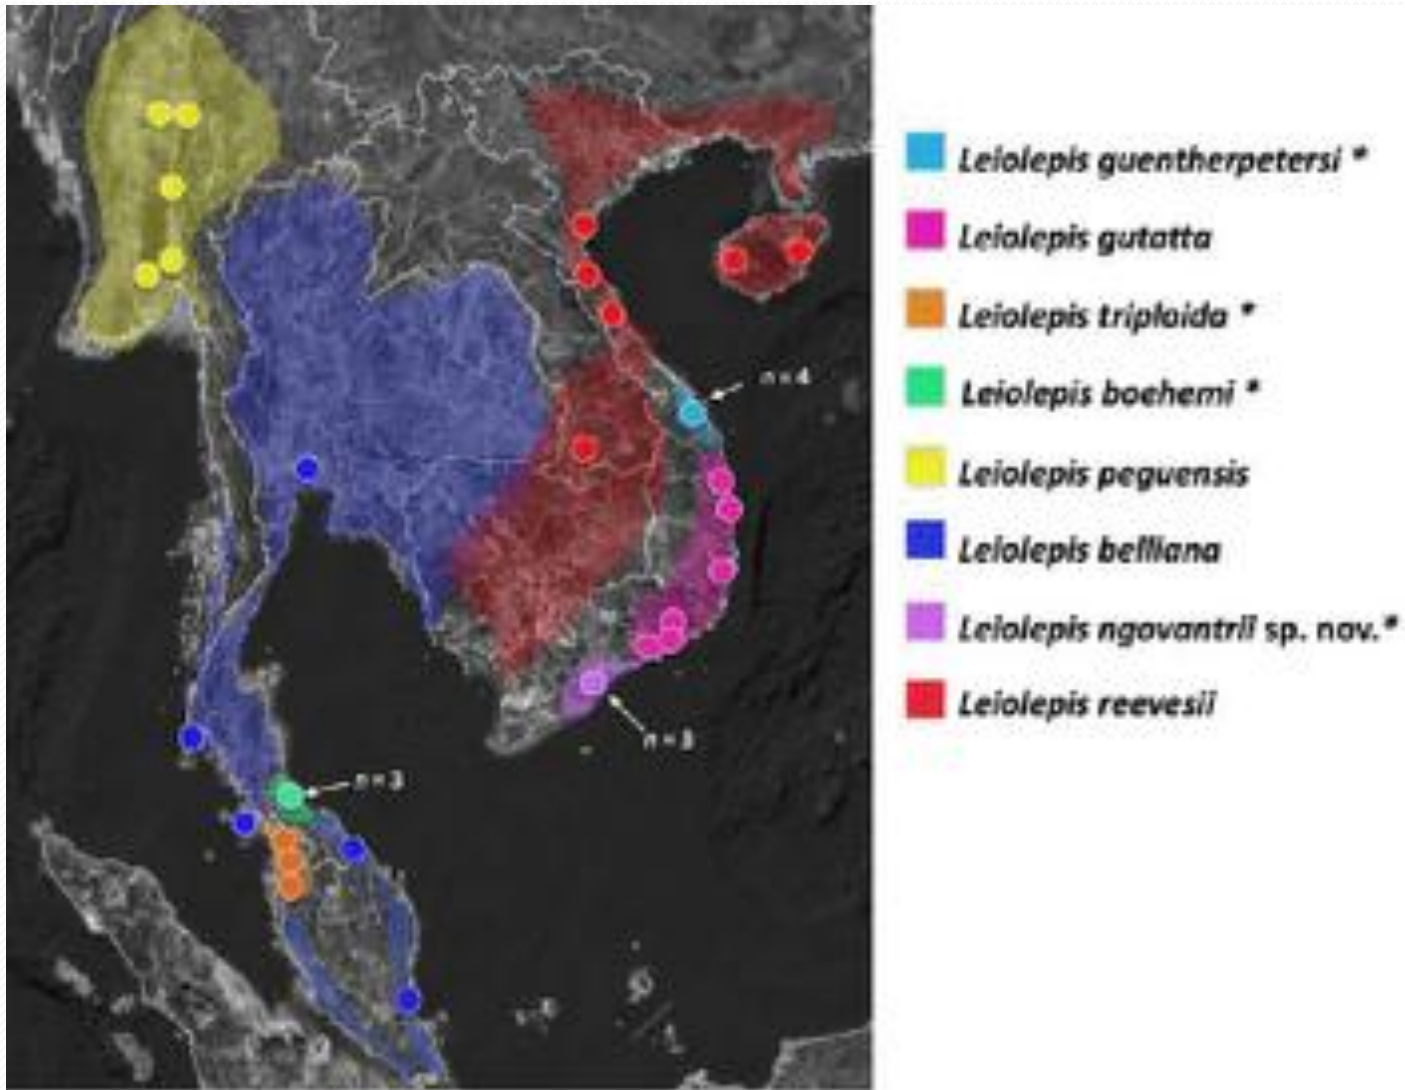 Leiolepis guentherpetersi *
Leiolepis gutatta
Leiolepis triploida *
Leiolepis boehemi *
Leiolepis peguensis
Leiolepis belliana
Leiolepis ngovantrii sp. nov.*
Leiolepis reevesii
n = 4
n = 3
n = 3